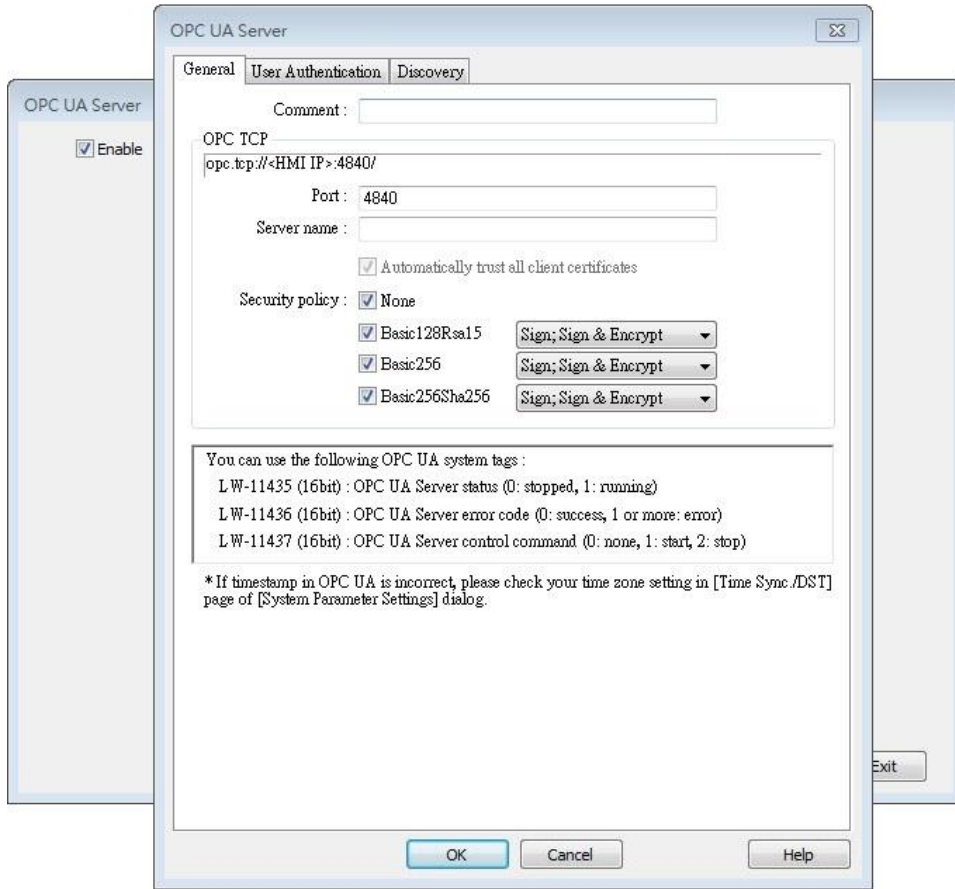 OPC UA Server
OPC UA Server
Enable
General User Authentication Discovery
Comment :
OPC TCP
opc.tcp://<HMI IP>:4840/
Port : 4840
Server name :
Automatically trust all client certificates
Security policy : None
Basic128Rsa15 Sign; Sign & Encrypt
Basic256 Sign; Sign & Encrypt
Basic256Sha256 Sign; Sign & Encrypt
You can use the following OPC UA system tags :
LW-11435 (16bit) : OPC UA Server status (0: stopped, 1: running)
LW-11436 (16bit) : OPC UA Server error code (0: success, 1 or more: error)
LW-11437 (16bit) : OPC UA Server control command (0: none, 1: start, 2: stop)
* If timestamp in OPC UA is incorrect, please check your time zone setting in [Time Sync./DST]
page of [System Parameter Settings] dialog.
Exit
OK Cancel Help